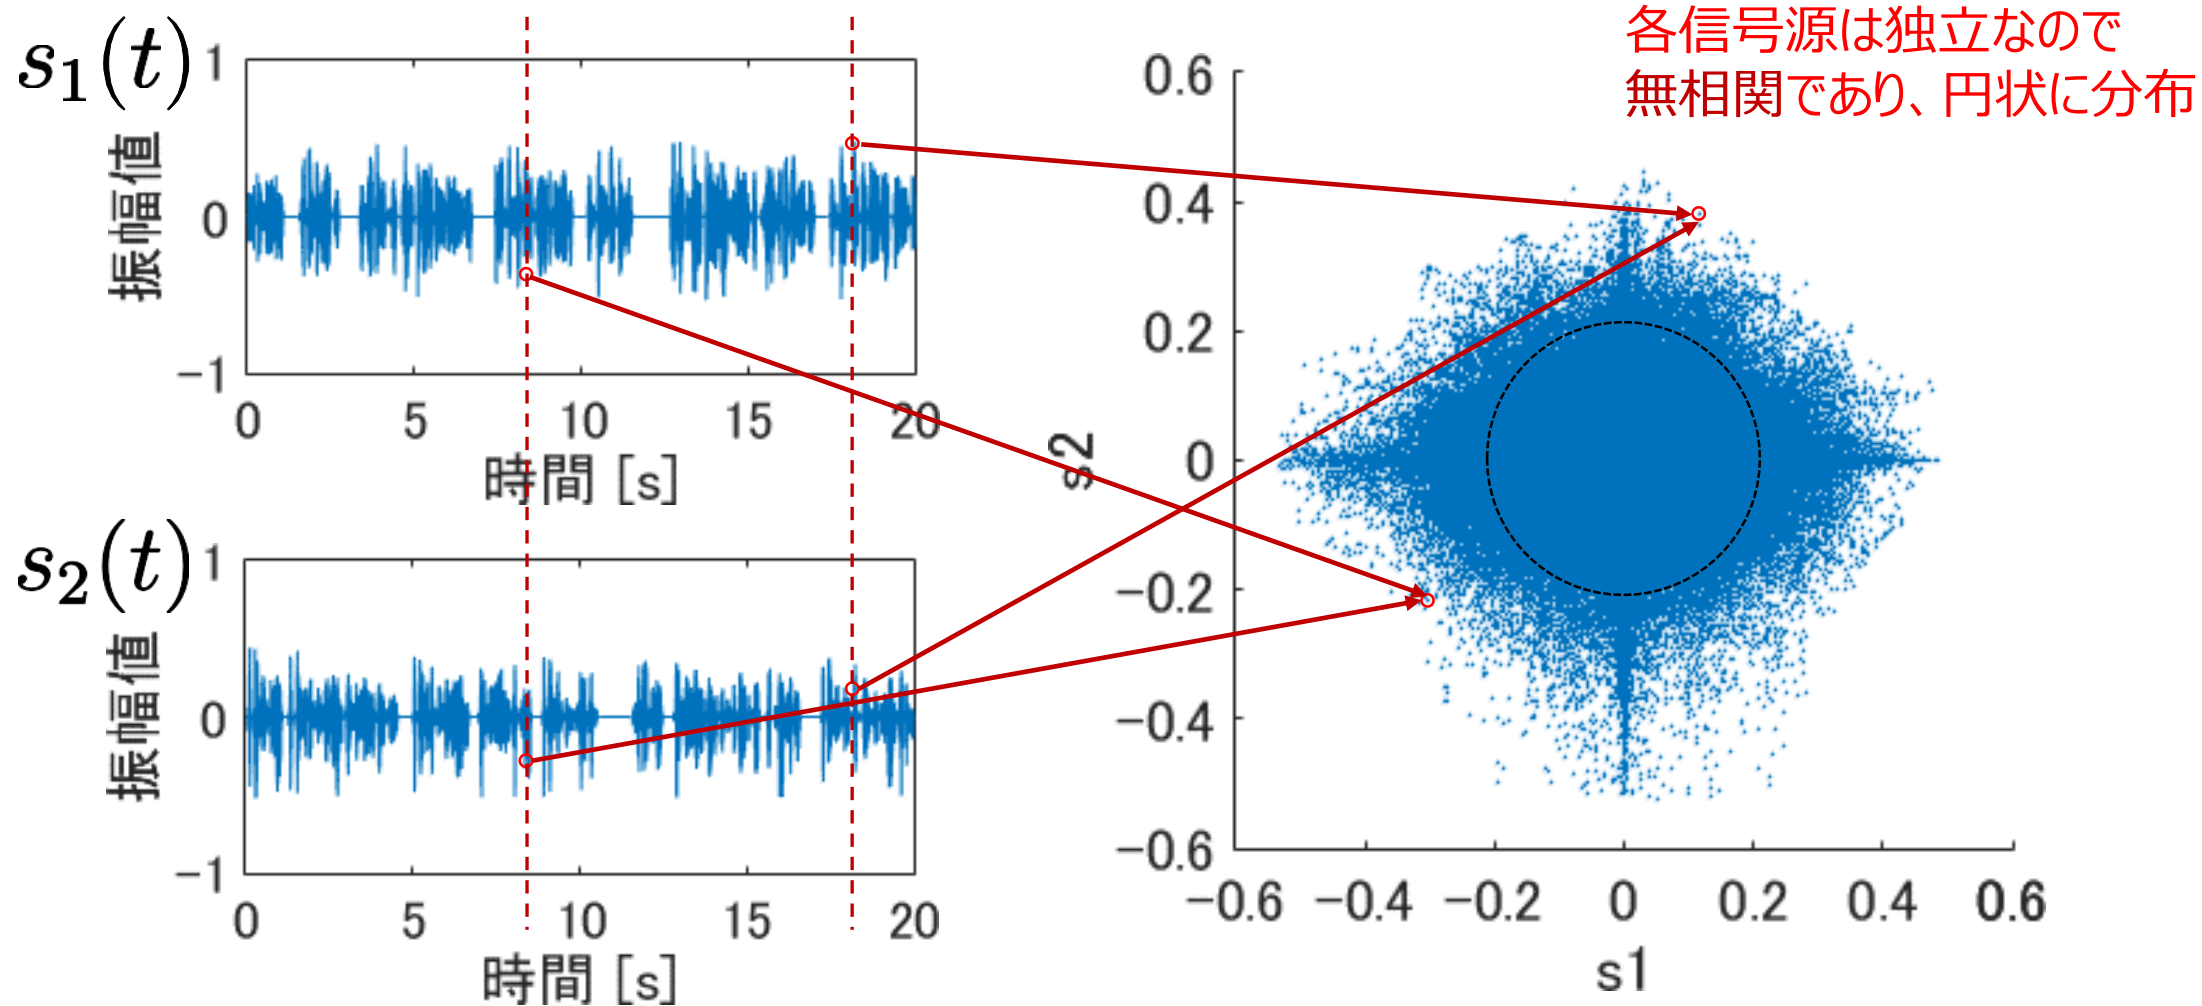 s₁(t)
振幅値
1
0
−1
0 5 10 15 20
時間 [s]
s₂(t)
振幅値
1
0
−1
0 5 10 15 20
時間 [s]
各信号源は独立なので
無相関であり、円状に分布
s2
0.6
0.4
0.2
0
−0.2
−0.4
−0.6
−0.6 −0.4 −0.2 0 0.2 0.4 0.6
s1